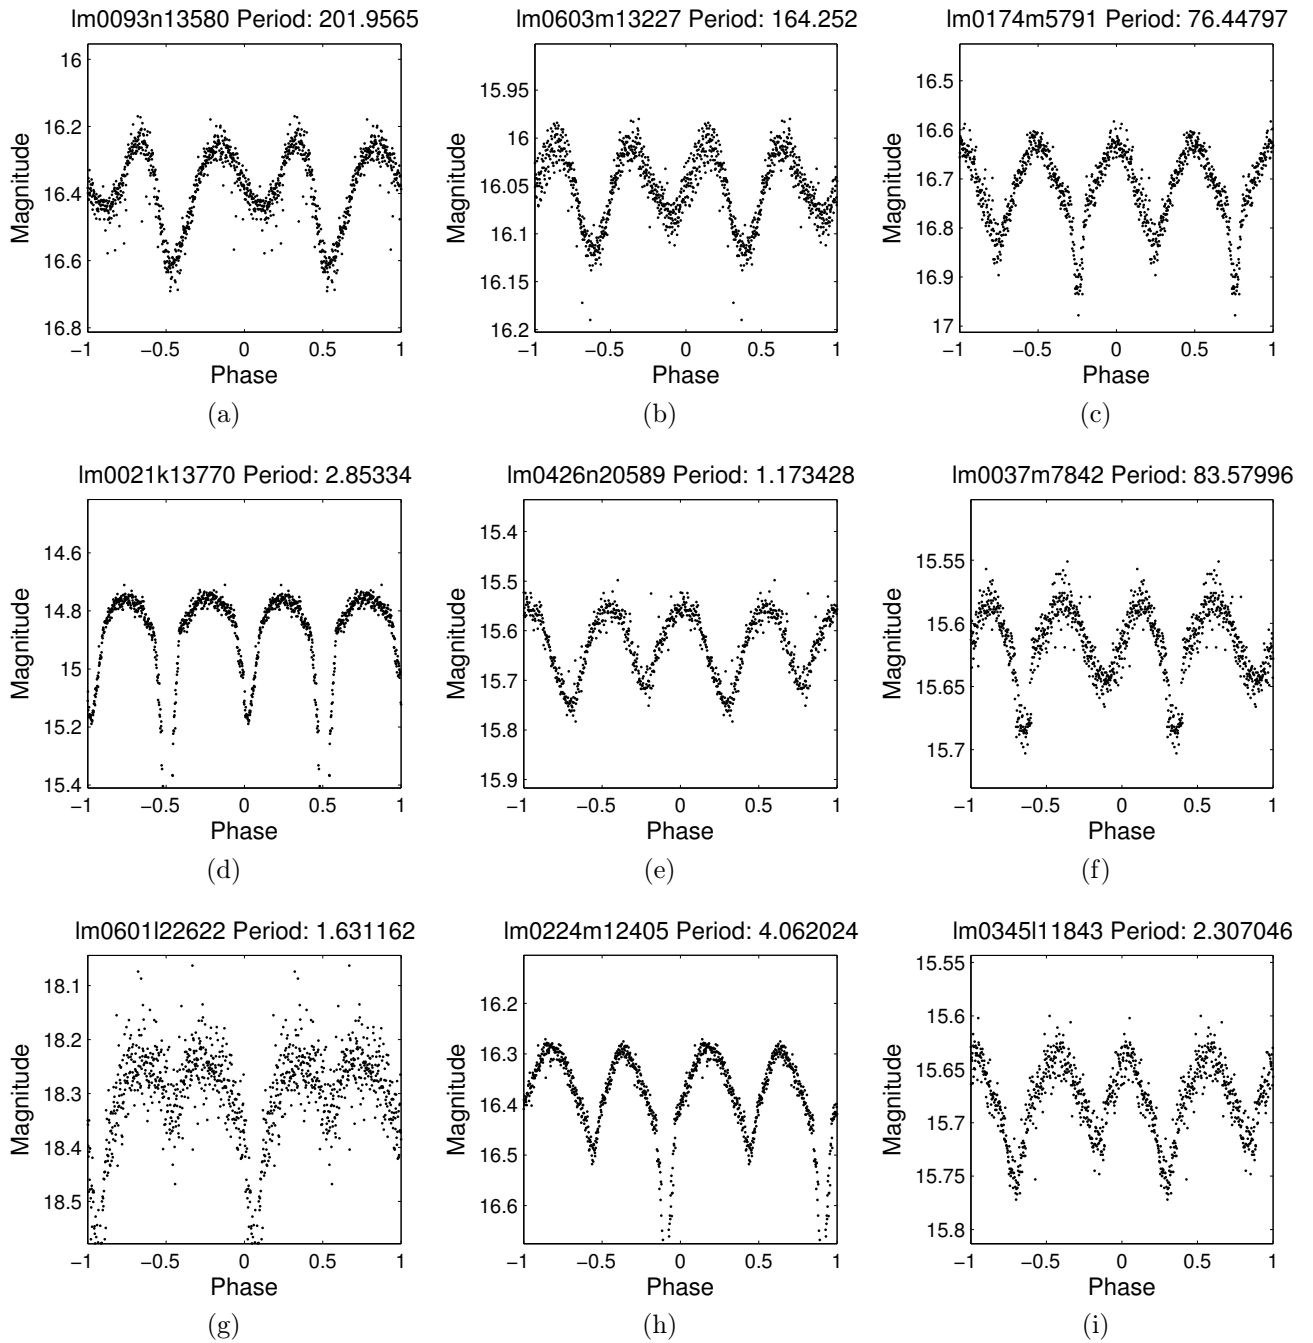 lm0093n13580 Period: 201.9565
16
16.2
16.4
16.6
16.8
Magnitude
−1 −0.5 0 0.5 1
Phase
(a)
lm0603m13227 Period: 164.252
15.95
16
16.05
16.1
16.15
16.2
Magnitude
−1 −0.5 0 0.5 1
Phase
(b)
lm0174m5791 Period: 76.44797
16.5
16.6
16.7
16.8
16.9
17
Magnitude
−1 −0.5 0 0.5 1
Phase
(c)
lm0021k13770 Period: 2.85334
14.6
14.8
15
15.2
15.4
Magnitude
−1 −0.5 0 0.5 1
Phase
(d)
lm0426n20589 Period: 1.173428
15.4
15.5
15.6
15.7
15.8
15.9
Magnitude
−1 −0.5 0 0.5 1
Phase
(e)
lm0037m7842 Period: 83.57996
15.55
15.6
15.65
15.7
Magnitude
−1 −0.5 0 0.5 1
Phase
(f)
lm0601l22622 Period: 1.631162
18.1
18.2
18.3
18.4
18.5
Magnitude
−1 −0.5 0 0.5 1
Phase
(g)
lm0224m12405 Period: 4.062024
16.2
16.3
16.4
16.5
16.6
Magnitude
−1 −0.5 0 0.5 1
Phase
(h)
lm0345l11843 Period: 2.307046
15.55
15.6
15.65
15.7
15.75
15.8
Magnitude
−1 −0.5 0 0.5 1
Phase
(i)